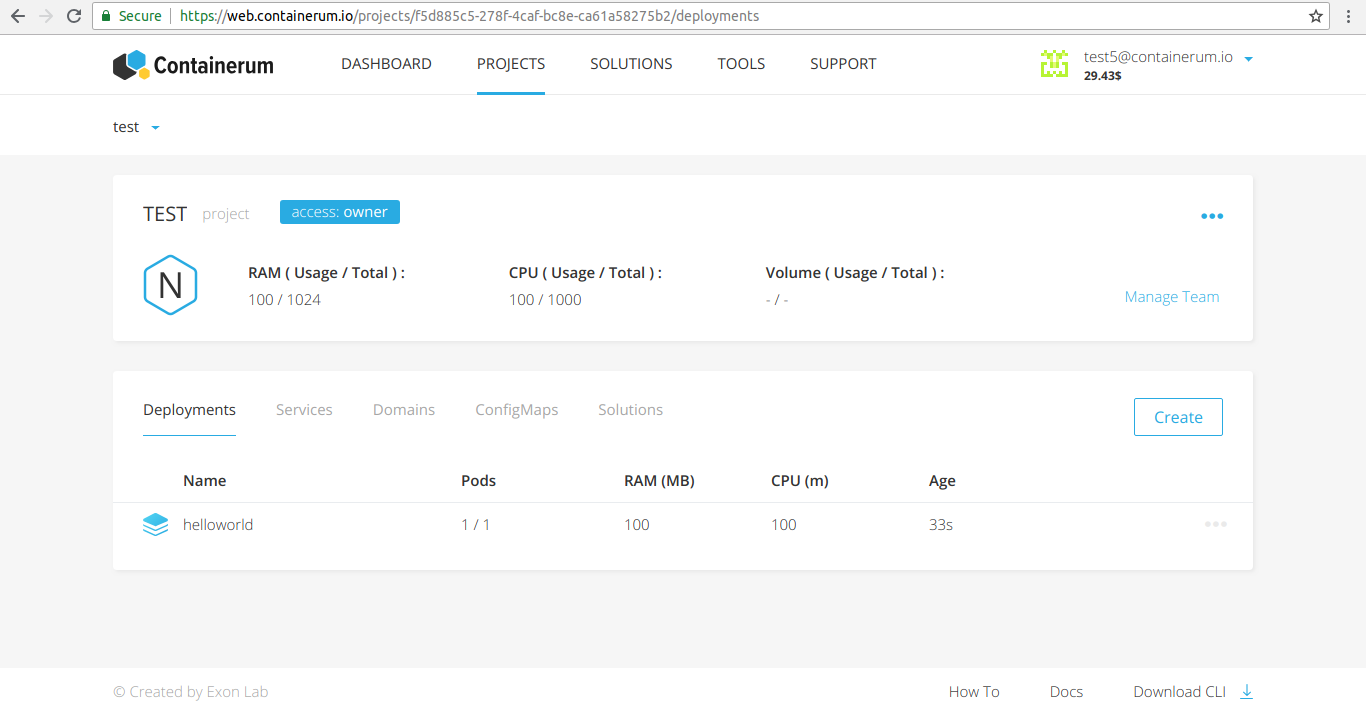 Secure https://web.containerum.io/projects/f5d885c5-278f-4caf-bc8e-ca61a58275b2/deployments
Containerum DASHBOARD PROJECTS SOLUTIONS TOOLS SUPPORT test5@containerum.io
29.43$
test
TEST project access: owner
N
RAM ( Usage / Total ) : CPU ( Usage / Total ) : Volume ( Usage / Total ) :
100 / 1024 100 / 1000 - / - Manage Team
Deployments Services Domains ConfigMaps Solutions Create
Name Pods RAM (MB) CPU (m) Age
helloworld 1 / 1 100 100 33s
© Created by Exon Lab How To Docs Download CLI